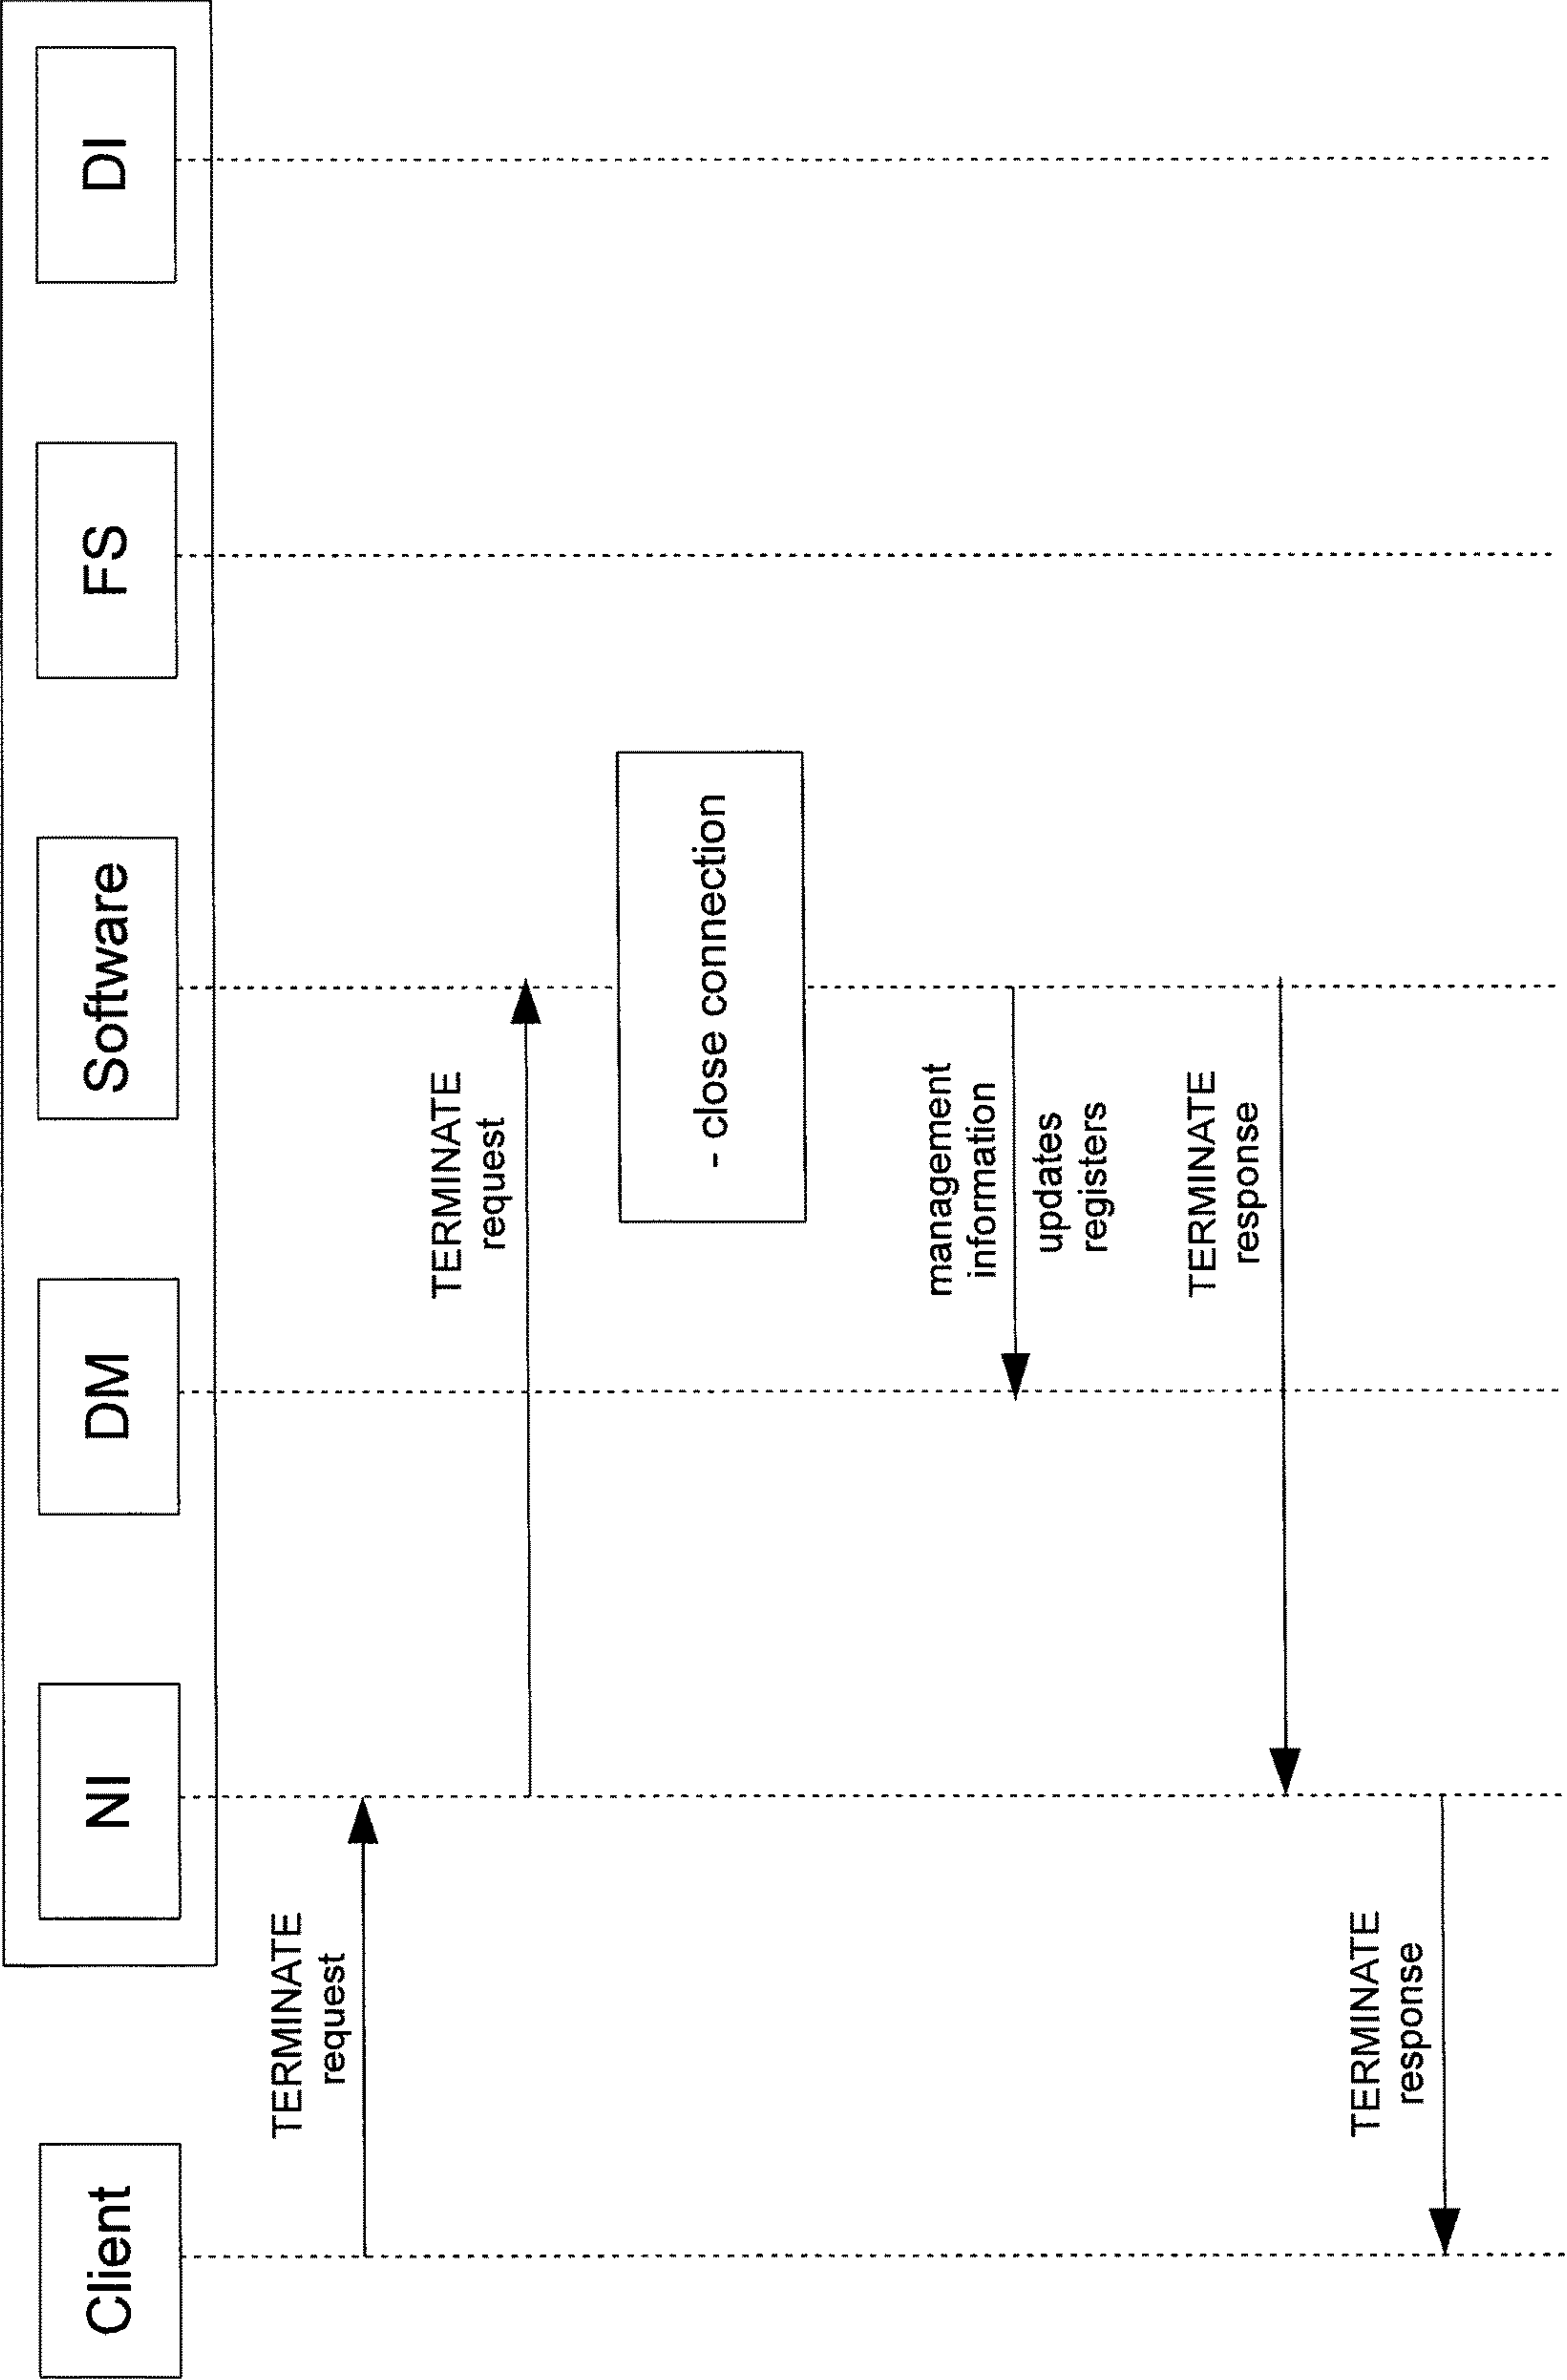 Client
NI
DM
Software
FS
DI
TERMINATE
request
TERMINATE
request
- close connection
management
information
updates
registers
TERMINATE
response
TERMINATE
response